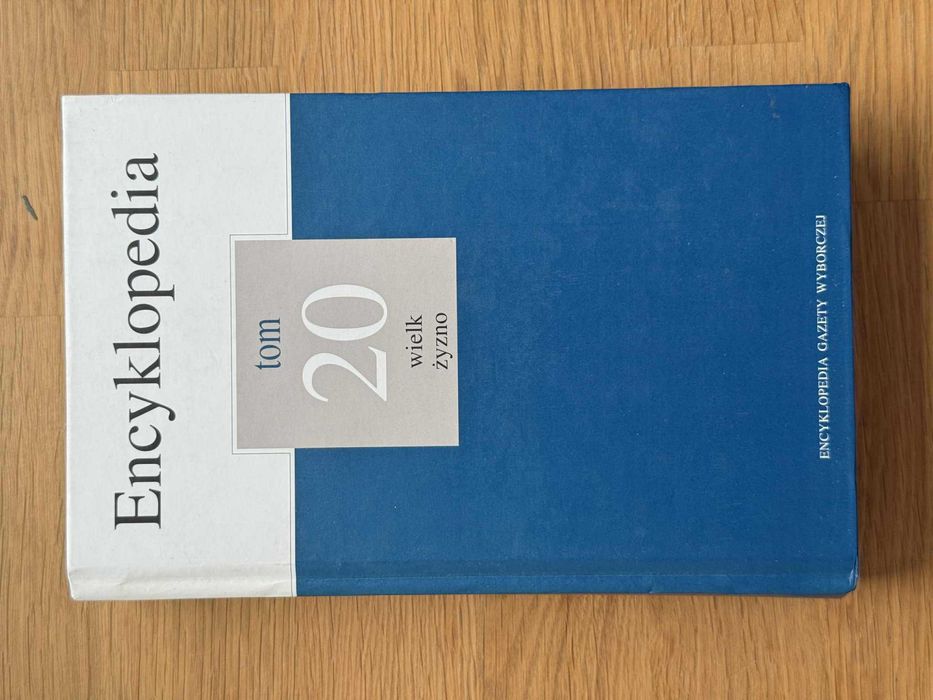 Encyklopedia
tom
20
wielk
żyzno
ENCYKLOPEDIA GAZETY WYBORCZEJ